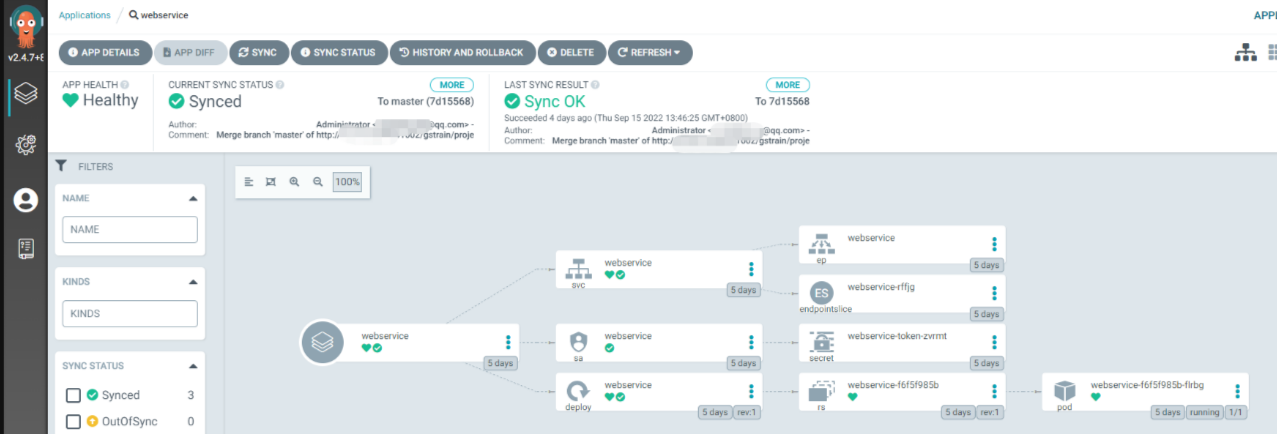 Applications / webservice
APPL
v2.4.7+
APP DETAILS APP DIFF SYNC SYNC STATUS HISTORY AND ROLLBACK DELETE REFRESH
APP HEALTH
Healthy
CURRENT SYNC STATUS MORE
Synced To master (7d15568)
Author: Administrator < @qq.com> -
Comment: Merge branch 'master' of http:/ /gstrain/proje
LAST SYNC RESULT MORE
Sync OK To 7d15568
Succeeded 4 days ago (Thu Sep 15 2022 13:46:25 GMT+0800)
Author: Administrator < @qq.com> -
Comment: Merge branch 'master' of http:/ /gstrain/proje
FILTERS
NAME
NAME
KINDS
KINDS
SYNC STATUS
Synced 3
OutOfSync 0
100%
webservice
5 days
webservice
svc
5 days
webservice
ep
5 days
ES
webservice-rffjg
endpointslice
5 days
webservice
sa
5 days
webservice-token-zvrmt
secret
5 days
webservice
deploy
5 days rev:1
webservice-f6f5f985b
rs
5 days rev:1
webservice-f6f5f985b-flrbg
pod
5 days running 1/1